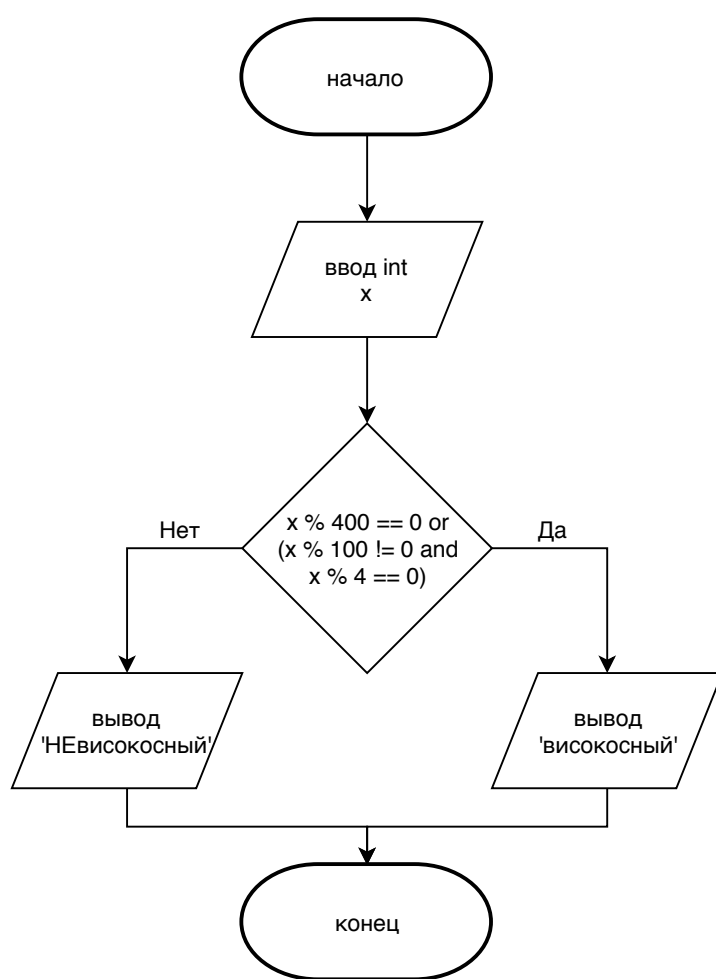 начало
ввод int
x
x % 400 == 0 or
(x % 100 != 0 and
x % 4 == 0)
Нет
Да
вывод
'НЕвисокосный'
вывод
'високосный'
конец